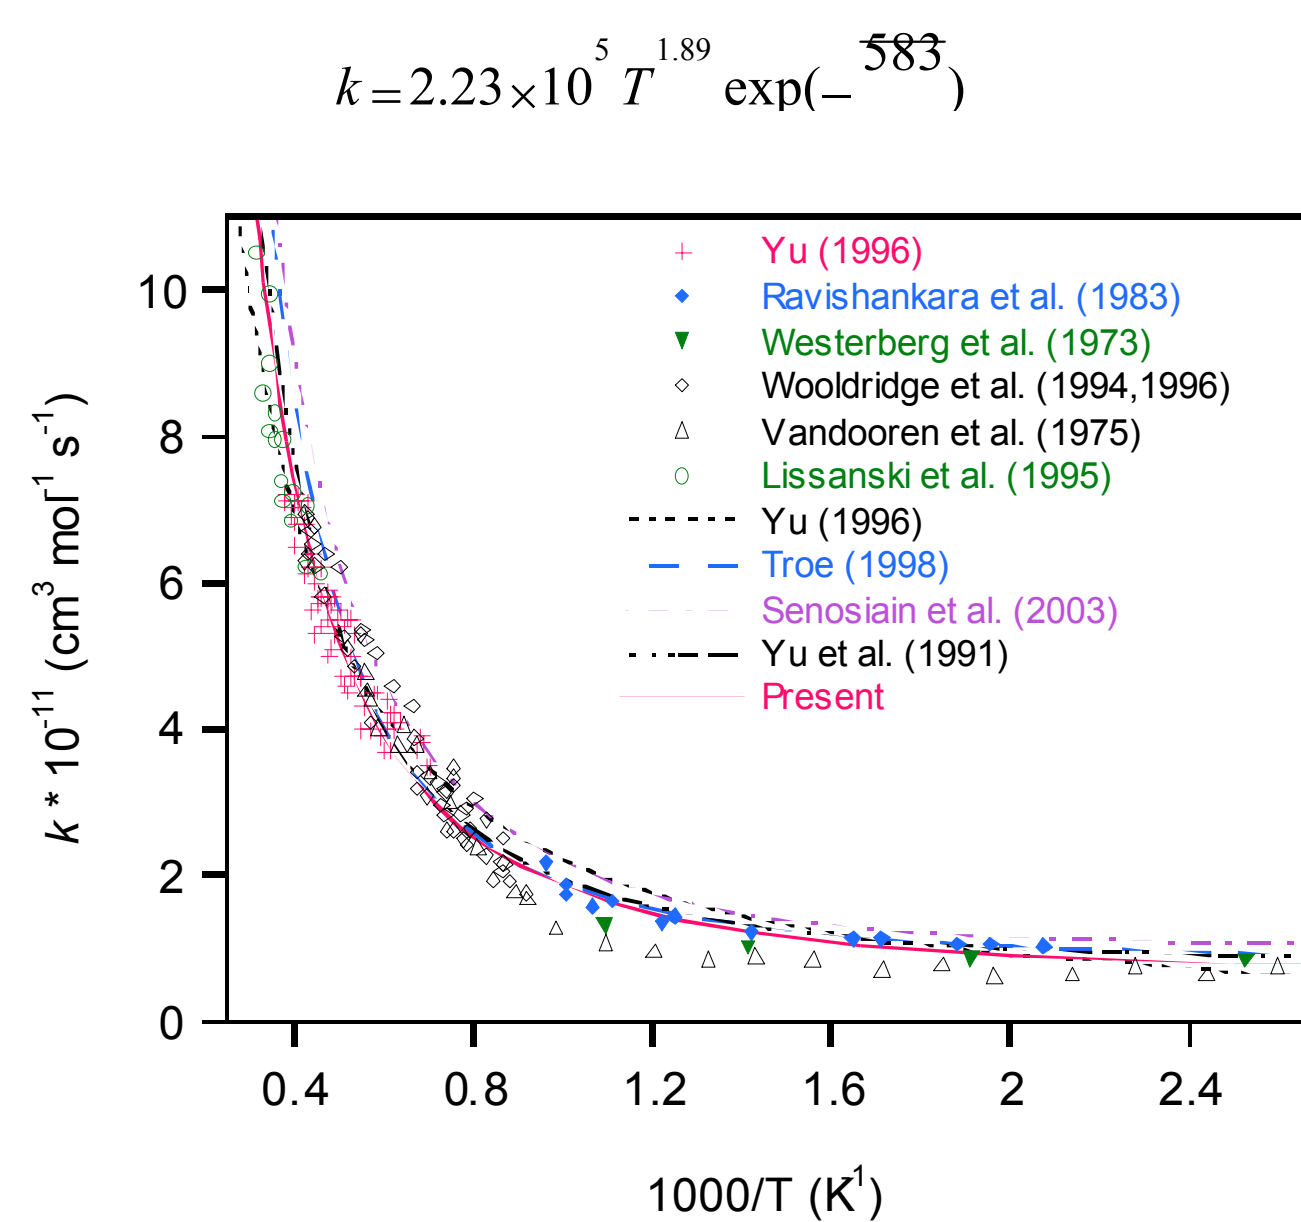 k = 2.23 × 10^5 T^1.89 exp(− 583)
10
8
6
4
2
0
k * 10^-11 (cm^3 mol^-1 s^-1)
Yu (1996)
Ravishankara et al. (1983)
Westerberg et al. (1973)
Wooldridge et al. (1994,1996)
Vandooren et al. (1975)
Lissanski et al. (1995)
Yu (1996)
Troe (1998)
Senosiain et al. (2003)
Yu et al. (1991)
Present
0.4 0.8 1.2 1.6 2 2.4
1000/T (K^1)